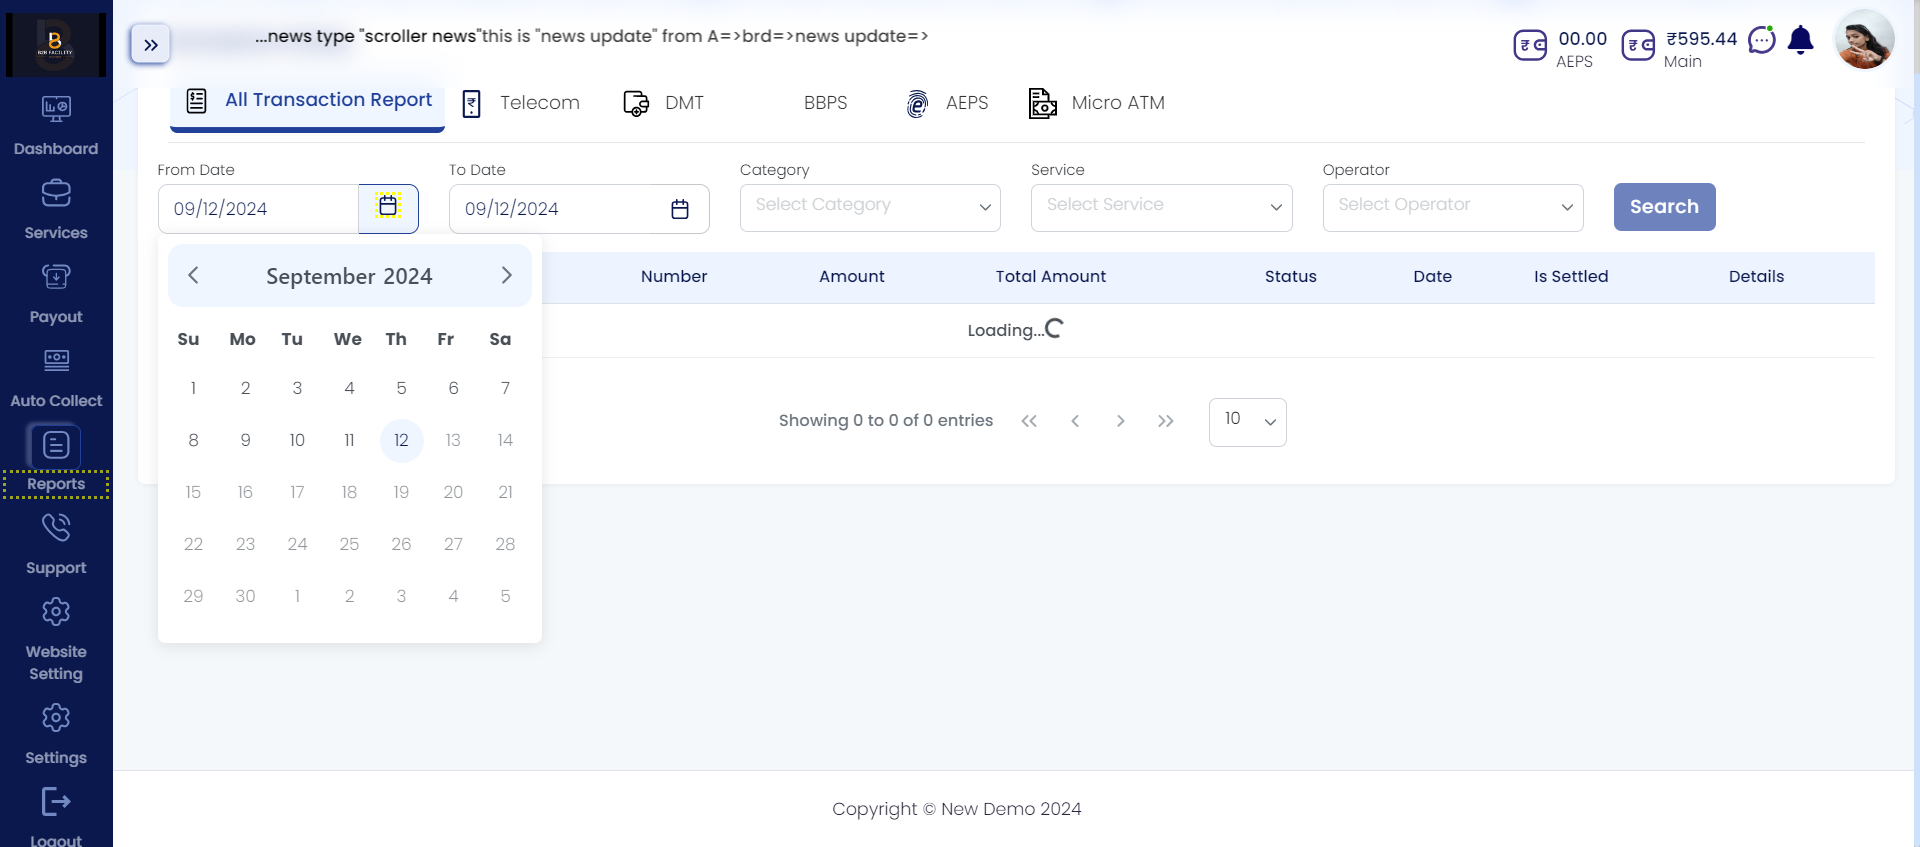 B2B FACILITY
...news type "scroller news"this is "news update" from A=>brd=>news update=>
00.00
AEPS
₹595.44
Main
Dashboard
Services
Payout
Auto Collect
Reports
Support
Website
Setting
Settings
Logout
All Transaction Report
Telecom
DMT
BBPS
AEPS
Micro ATM
From Date
To Date
Category
Service
Operator
09/12/2024
09/12/2024
Select Category
Select Service
Select Operator
Search
Number Amount Total Amount Status Date Is Settled Details
Loading...
Showing 0 to 0 of 0 entries
10
September 2024
Su Mo Tu We Th Fr Sa
1 2 3 4 5 6 7
8 9 10 11 12 13 14
15 16 17 18 19 20 21
22 23 24 25 26 27 28
29 30 1 2 3 4 5
Copyright © New Demo 2024